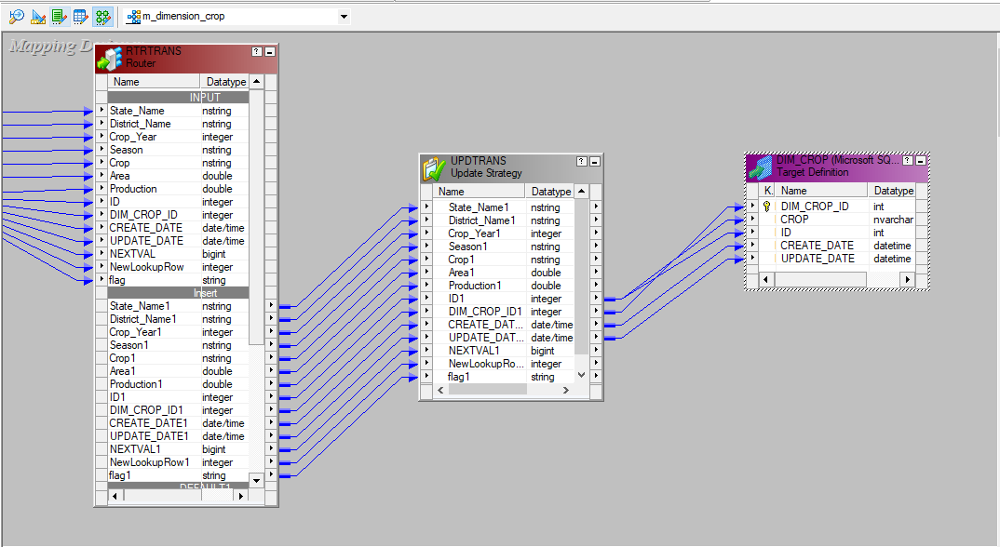 m_dimension_crop
Mapping D
RTRTRANS
Router
Name Datatype
INPUT
State_Name nstring
District_Name nstring
Crop_Year integer
Season nstring
Crop nstring
Area double
Production double
ID integer
DIM_CROP_ID integer
CREATE_DATE date/time
UPDATE_DATE date/time
NEXTVAL bigint
NewLookupRow integer
flag string
Insert
State_Name1 nstring
District_Name1 nstring
Crop_Year1 integer
Season1 nstring
Crop1 nstring
Area1 double
Production1 double
ID1 integer
DIM_CROP_ID1 integer
CREATE_DATE1 date/time
UPDATE_DATE1 date/time
NEXTVAL1 bigint
NewLookupRow1 integer
flag1 string
DEFAULT1
UPDTRANS
Update Strategy
Name Datatype
State_Name1 nstring
District_Name1 nstring
Crop_Year1 integer
Season1 nstring
Crop1 nstring
Area1 double
Production1 double
ID1 integer
DIM_CROP_ID1 integer
CREATE_DAT... date/time
UPDATE_DAT... date/time
NEXTVAL1 bigint
NewLookupRo... integer
flag1 string
DIM_CROP (Microsoft SQ...
Target Definition
K. Name Datatype
DIM_CROP_ID int
CROP nvarchar
ID int
CREATE_DATE datetime
UPDATE_DATE datetime